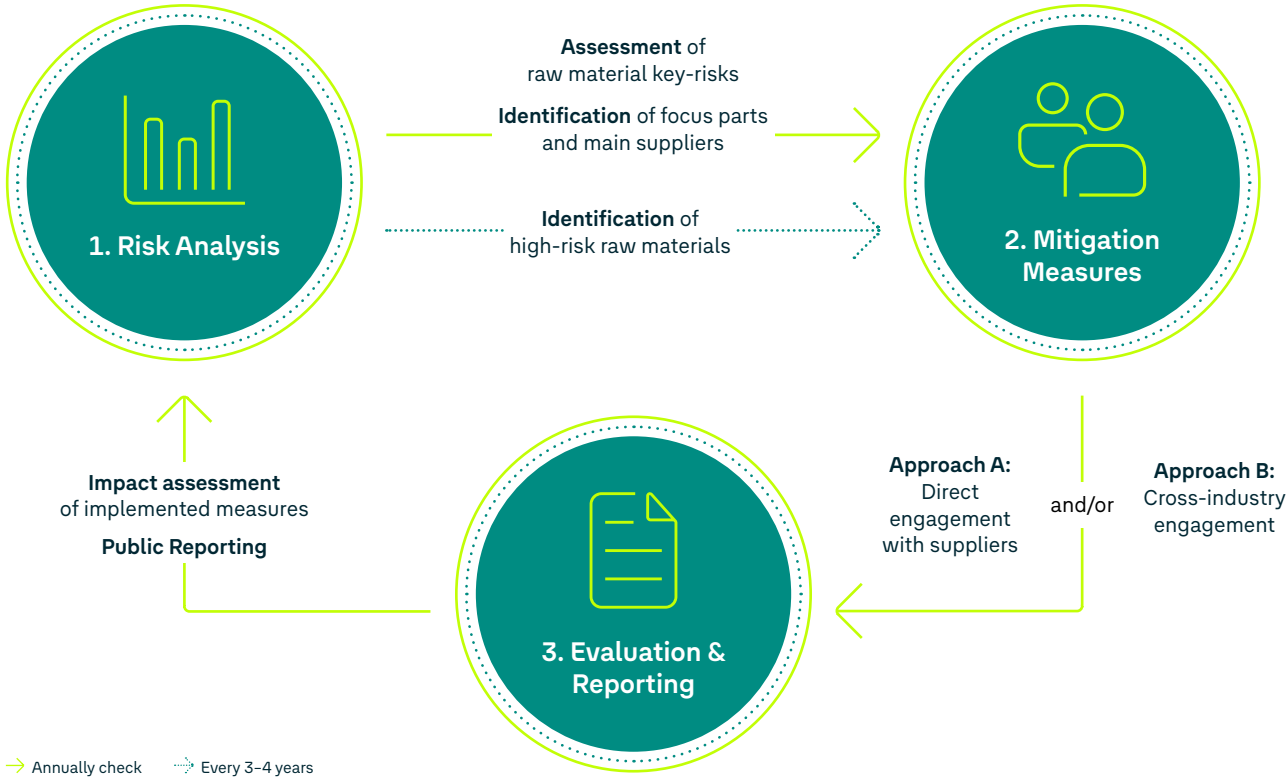 Assessment of
raw material key-risks
Identification of focus parts
and main suppliers
Identification of
high-risk raw materials
1. Risk Analysis
2. Mitigation
Measures
Approach A:
Direct
engagement
with suppliers
and/or
Approach B:
Cross-industry
engagement
3. Evaluation &
Reporting
Impact assessment
of implemented measures
Public Reporting
Annually check
Every 3–4 years